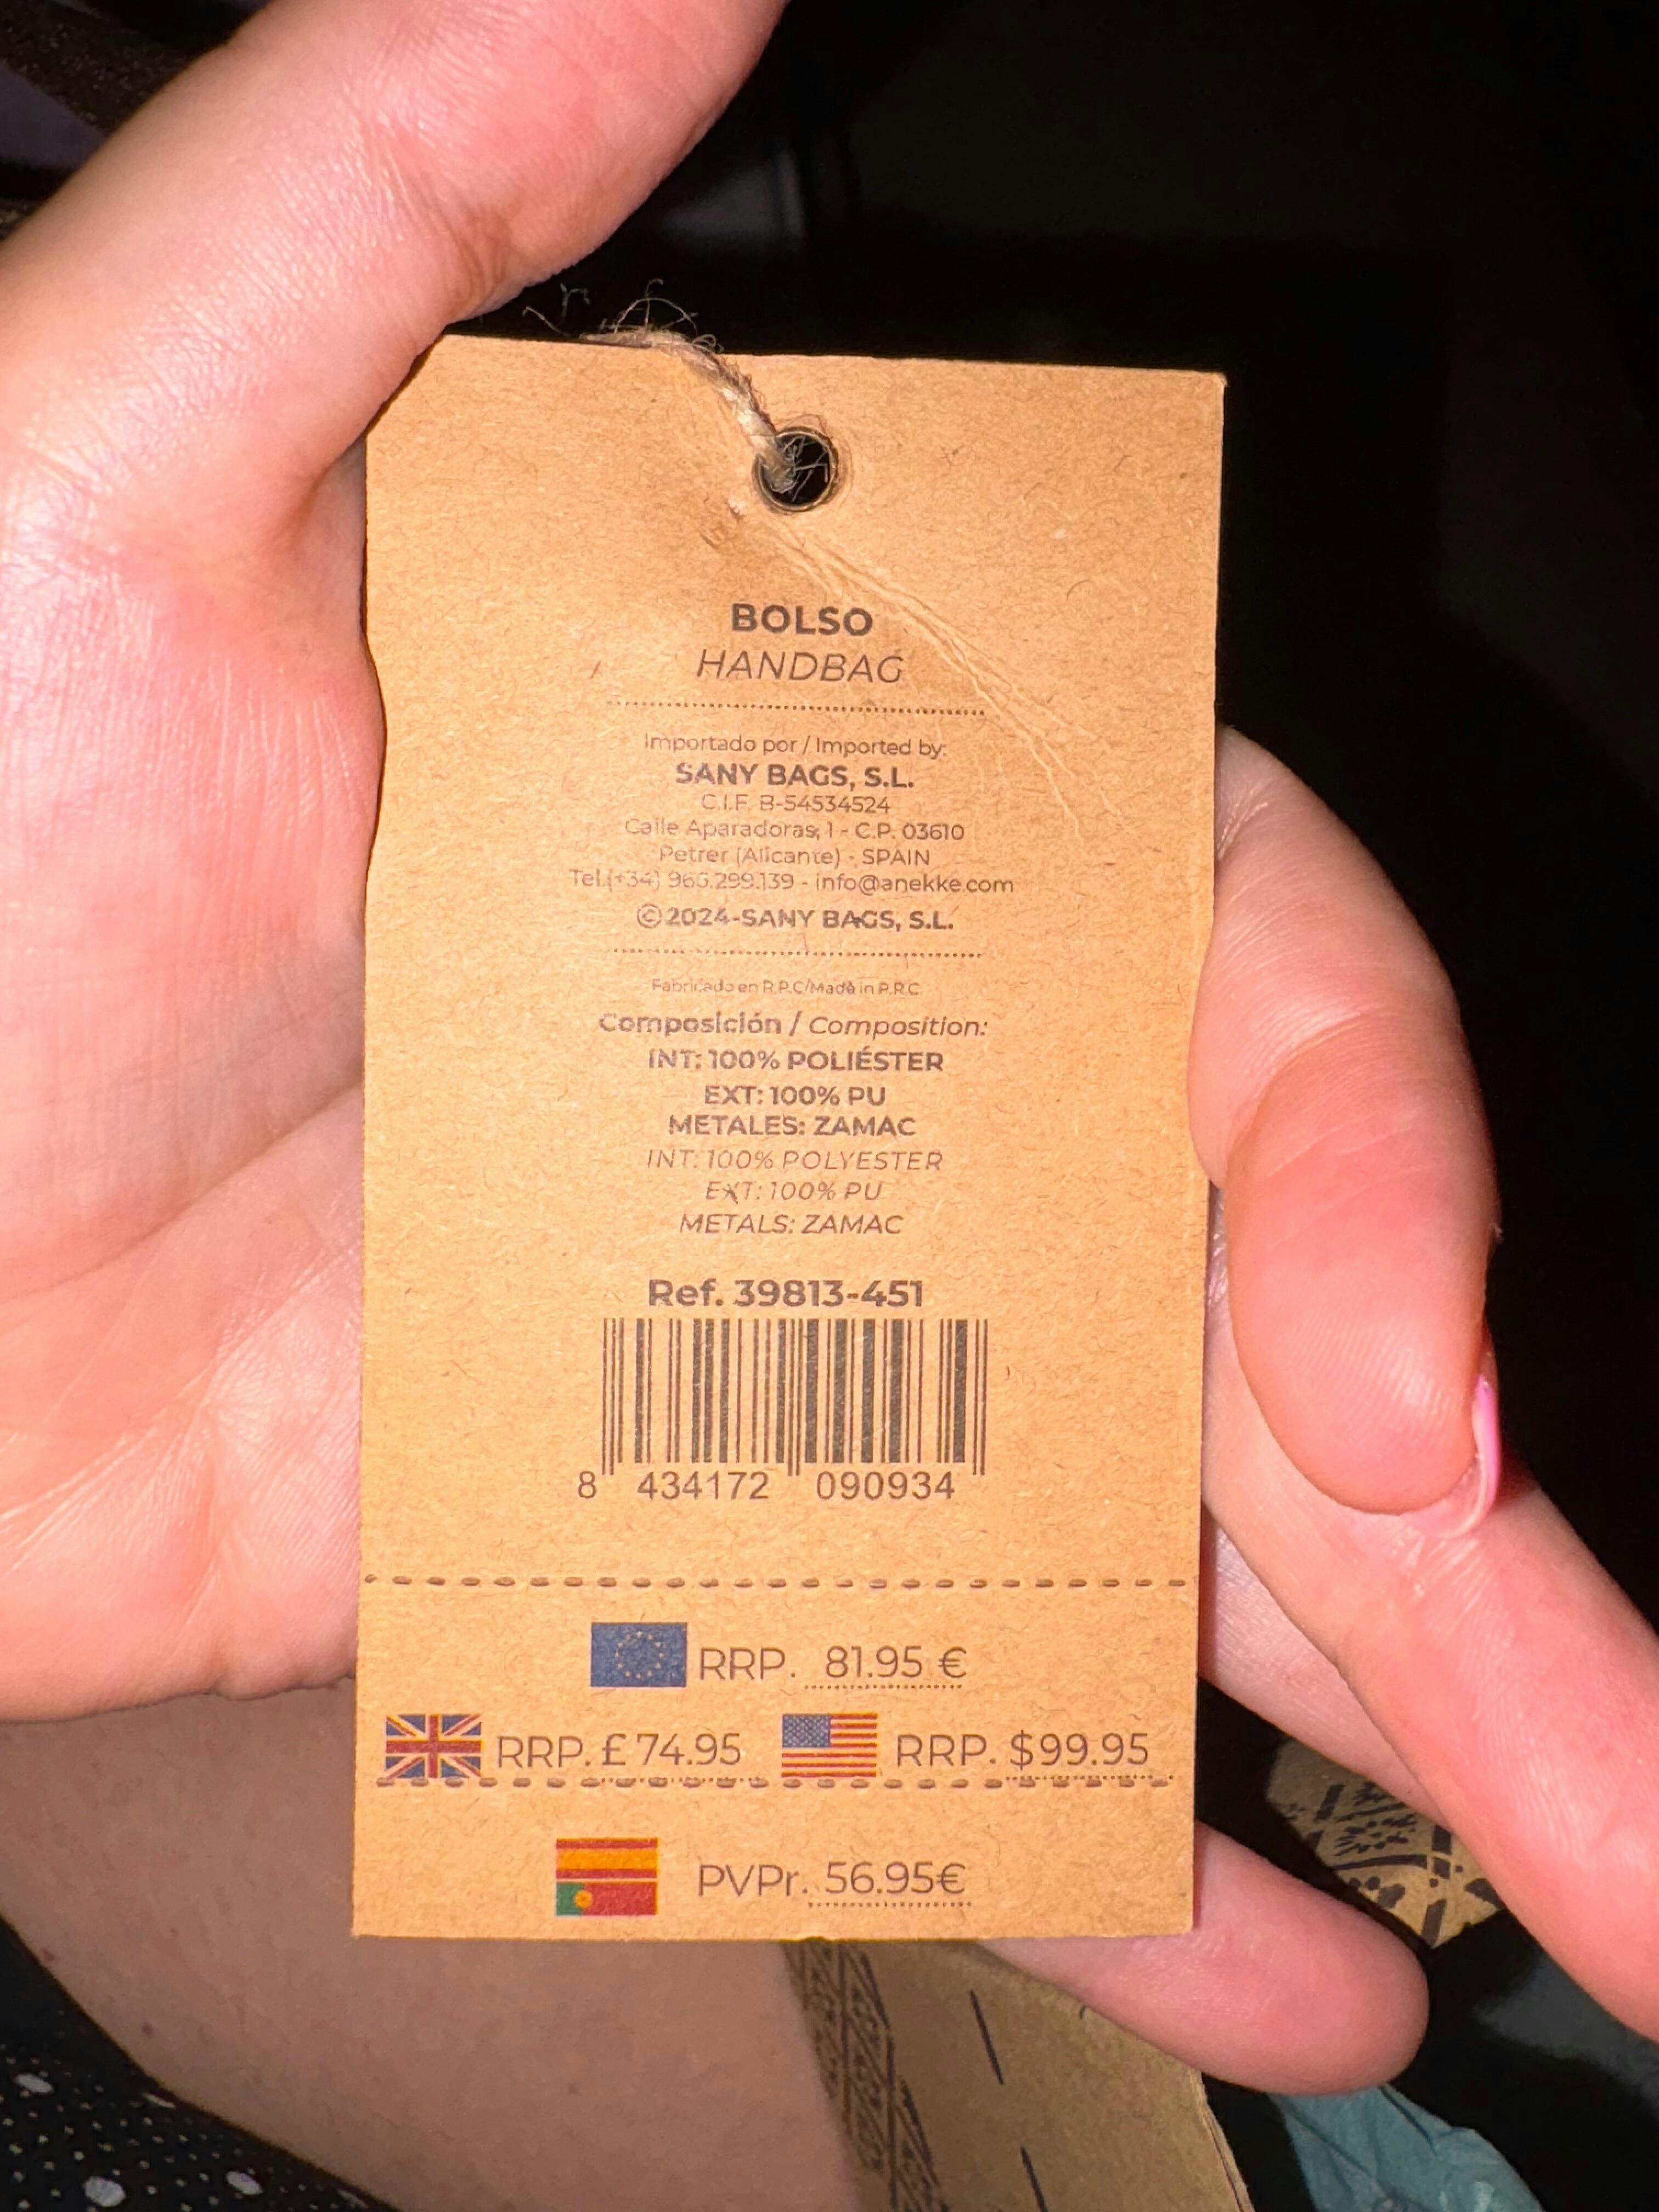 BOLSO
HANDBAG
Importado por / Imported by:
SANY BAGS, S.L.
C.I.F. B-54534524
Calle Aparadoras, 1 - C.P. 03610
Petrer (Alicante) - SPAIN
Tel.(+34) 966.299.139 - info@anekke.com
©2024-SANY BAGS, S.L.
Fabricado en R.P.C/Made in P.R.C.
Composición / Composition:
INT: 100% POLIÉSTER
EXT: 100% PU
METALES: ZAMAC
INT: 100% POLYESTER
EXT: 100% PU
METALS: ZAMAC
Ref. 39813-451
8 434172 090934
RRP. 81.95 €
RRP. £ 74.95 RRP. $99.95
PVPr. 56.95€